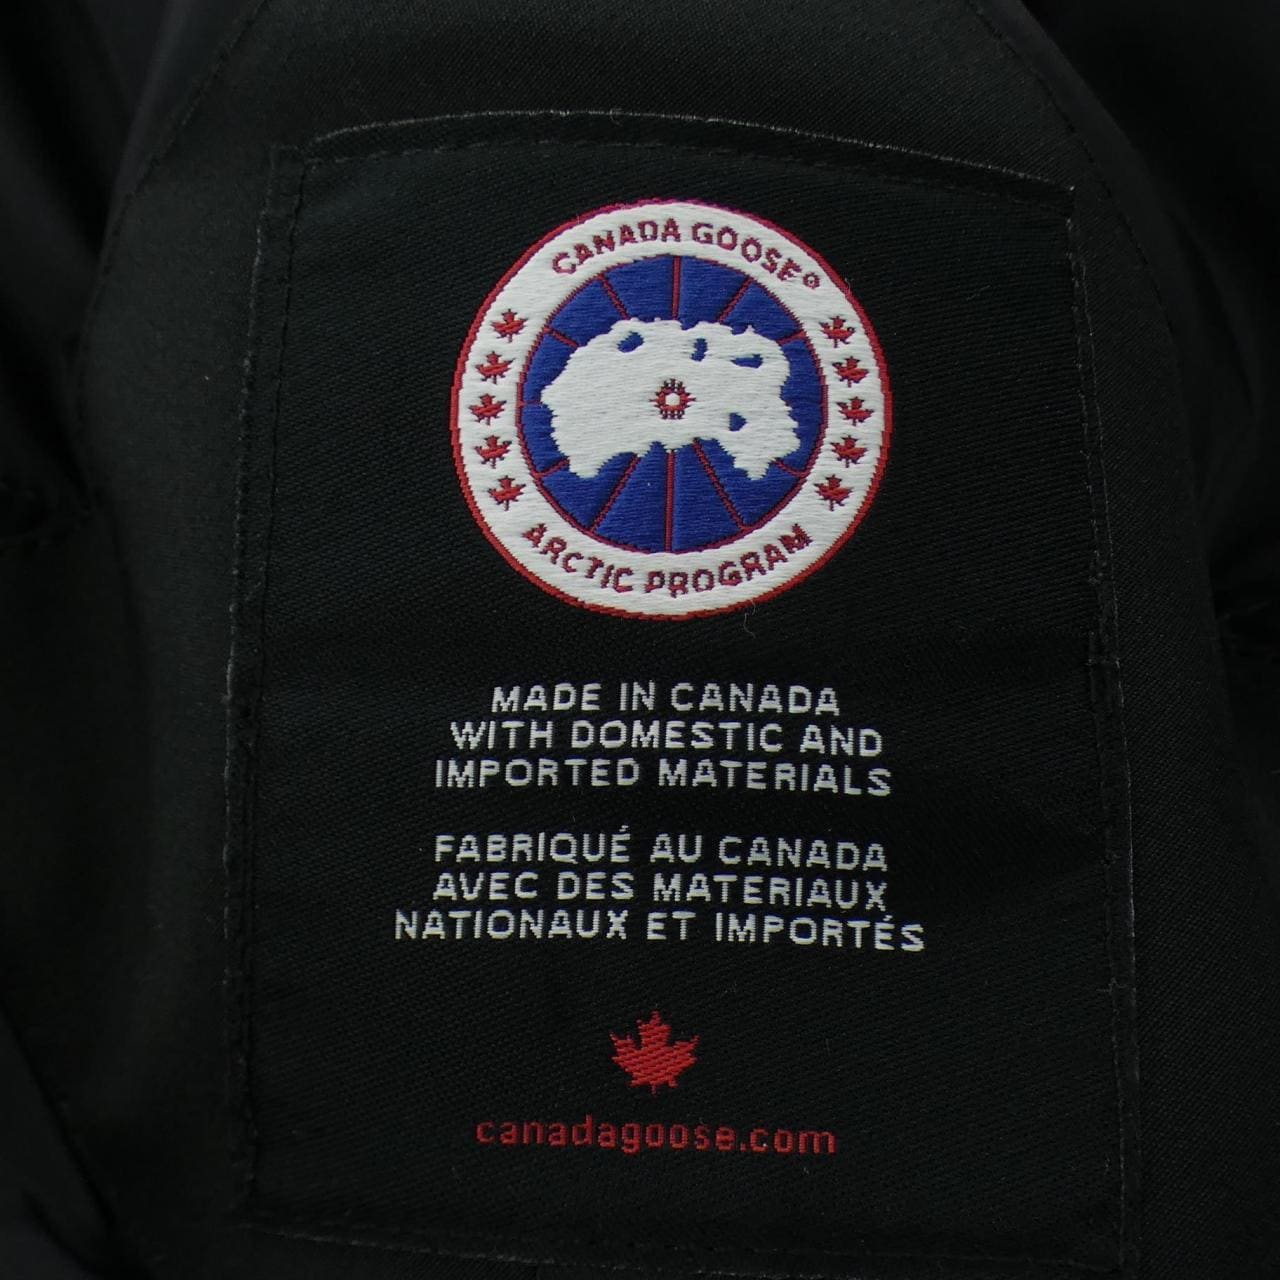 CANADA GOOSE®
ARCTIC PROGRAM
MADE IN CANADA
WITH DOMESTIC AND
IMPORTED MATERIALS
FABRIQUÉ AU CANADA
AVEC DES MATERIAUX
NATIONAUX ET IMPORTÉS
canadagoose.com